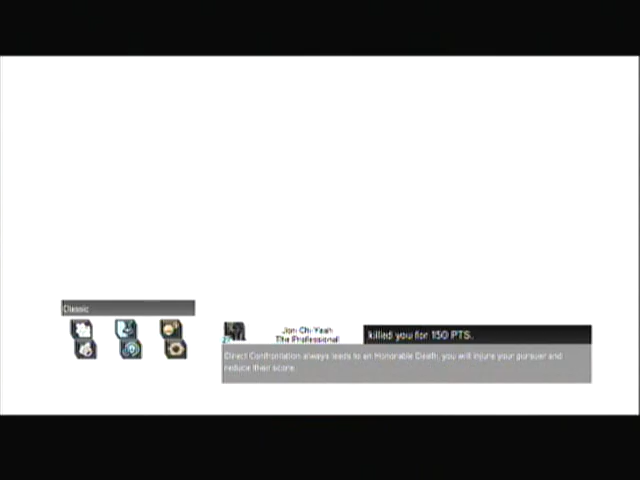 Classic
Jon Chi-Yeah
The Professional
killed you for 150 PTS.
Direct Confrontation always leads to an Honorable Death, you will injure your pursuer and
reduce their score.